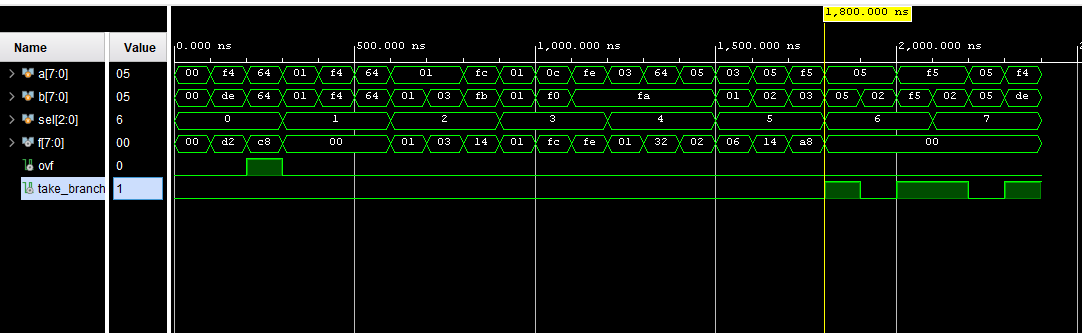 1,800.000 ns
Name Value 0.000 ns 500.000 ns 1,000.000 ns 1,500.000 ns 2,000.000 ns
a[7:0] 05 00 f4 64 01 f4 64 01 fc 01 0c fe 03 64 05 03 05 f5 05 f5 05 f4
b[7:0] 05 00 de 64 01 f4 64 01 03 fb 01 f0 fa 01 02 03 05 02 f5 02 05 de
sel[2:0] 6 0 1 2 3 4 5 6 7
f[7:0] 00 00 d2 c8 00 01 03 14 01 fc fe 01 32 02 06 14 a8 00
ovf 0
take_branch 1